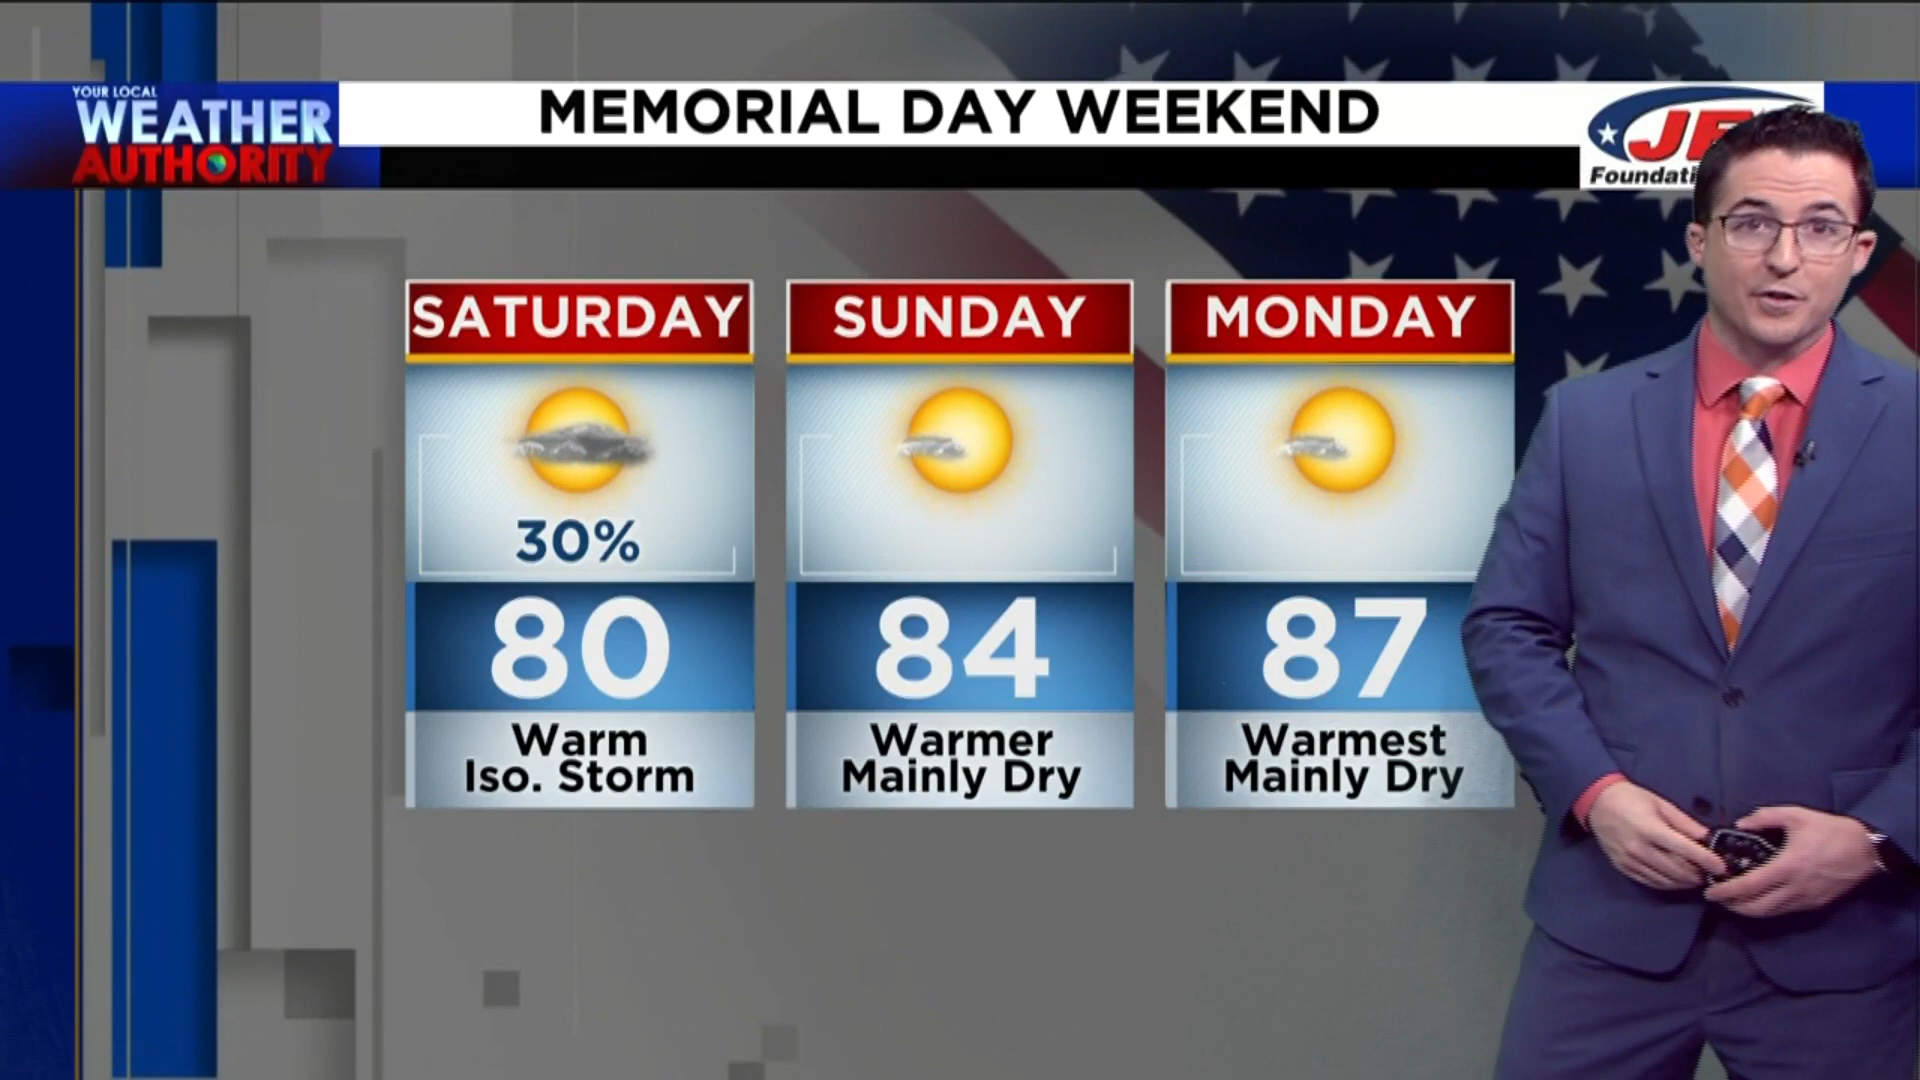 YOUR LOCAL
WEATHER
AUTHORITY
MEMORIAL DAY WEEKEND
SATURDAY
30%
80
Warm
Iso. Storm
SUNDAY
84
Warmer
Mainly Dry
MONDAY
87
Warmest
Mainly Dry